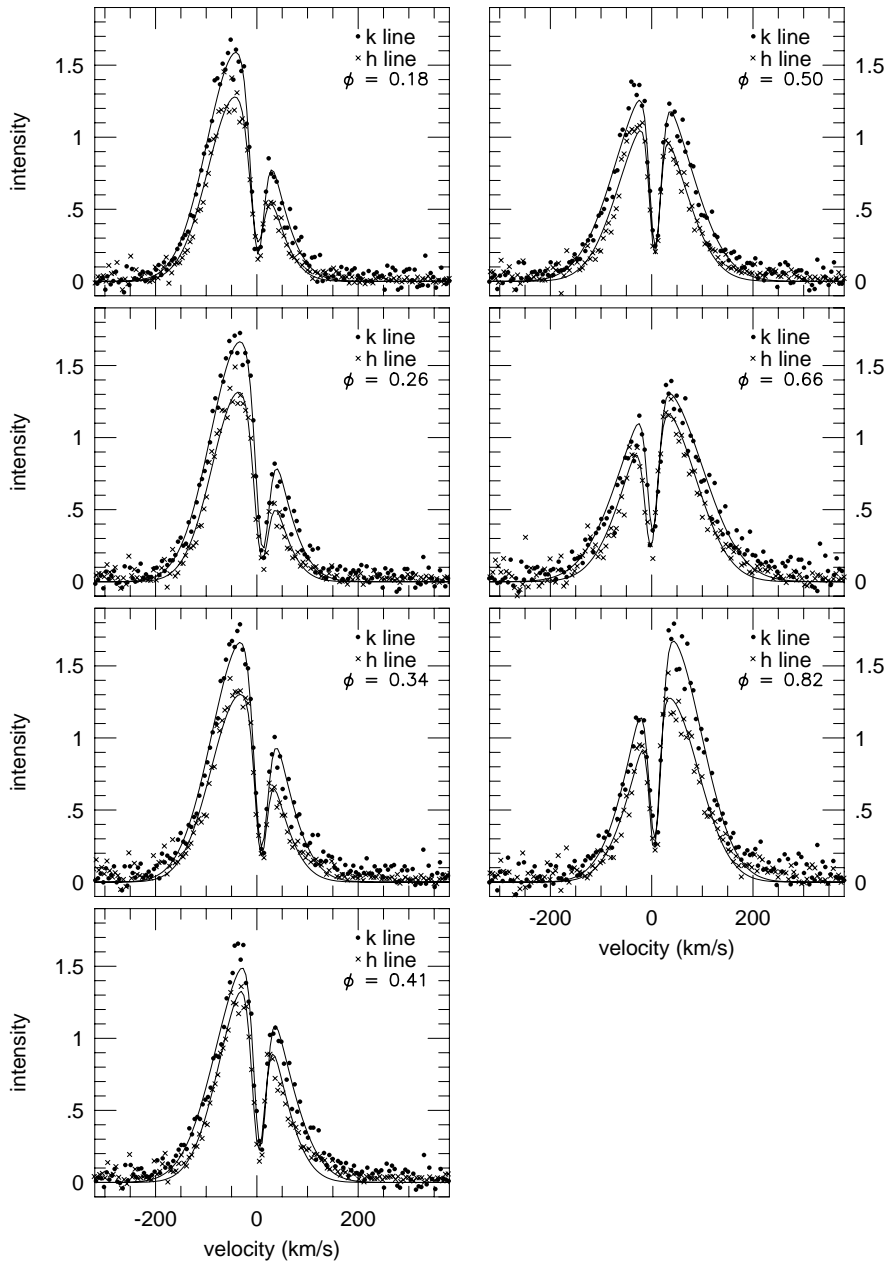 • k line
× h line
ϕ = 0.18
intensity
1.5
1
.5
0
• k line
× h line
ϕ = 0.50
1.5
1
.5
0
• k line
× h line
ϕ = 0.26
intensity
1.5
1
.5
0
• k line
× h line
ϕ = 0.66
1.5
1
.5
0
• k line
× h line
ϕ = 0.34
intensity
1.5
1
.5
0
• k line
× h line
ϕ = 0.82
1.5
1
.5
0
-200 0 200
velocity (km/s)
• k line
× h line
ϕ = 0.41
intensity
1.5
1
.5
0
-200 0 200
velocity (km/s)